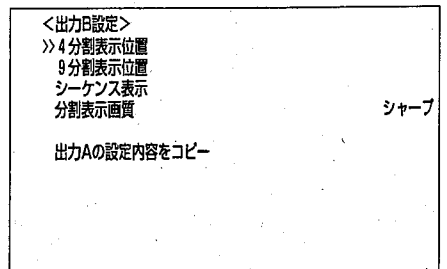 <出力B設定>
>>4分割表示位置
9分割表示位置
シーケンス表示
分割表示画質 シャープ
出力Aの設定内容をコピー